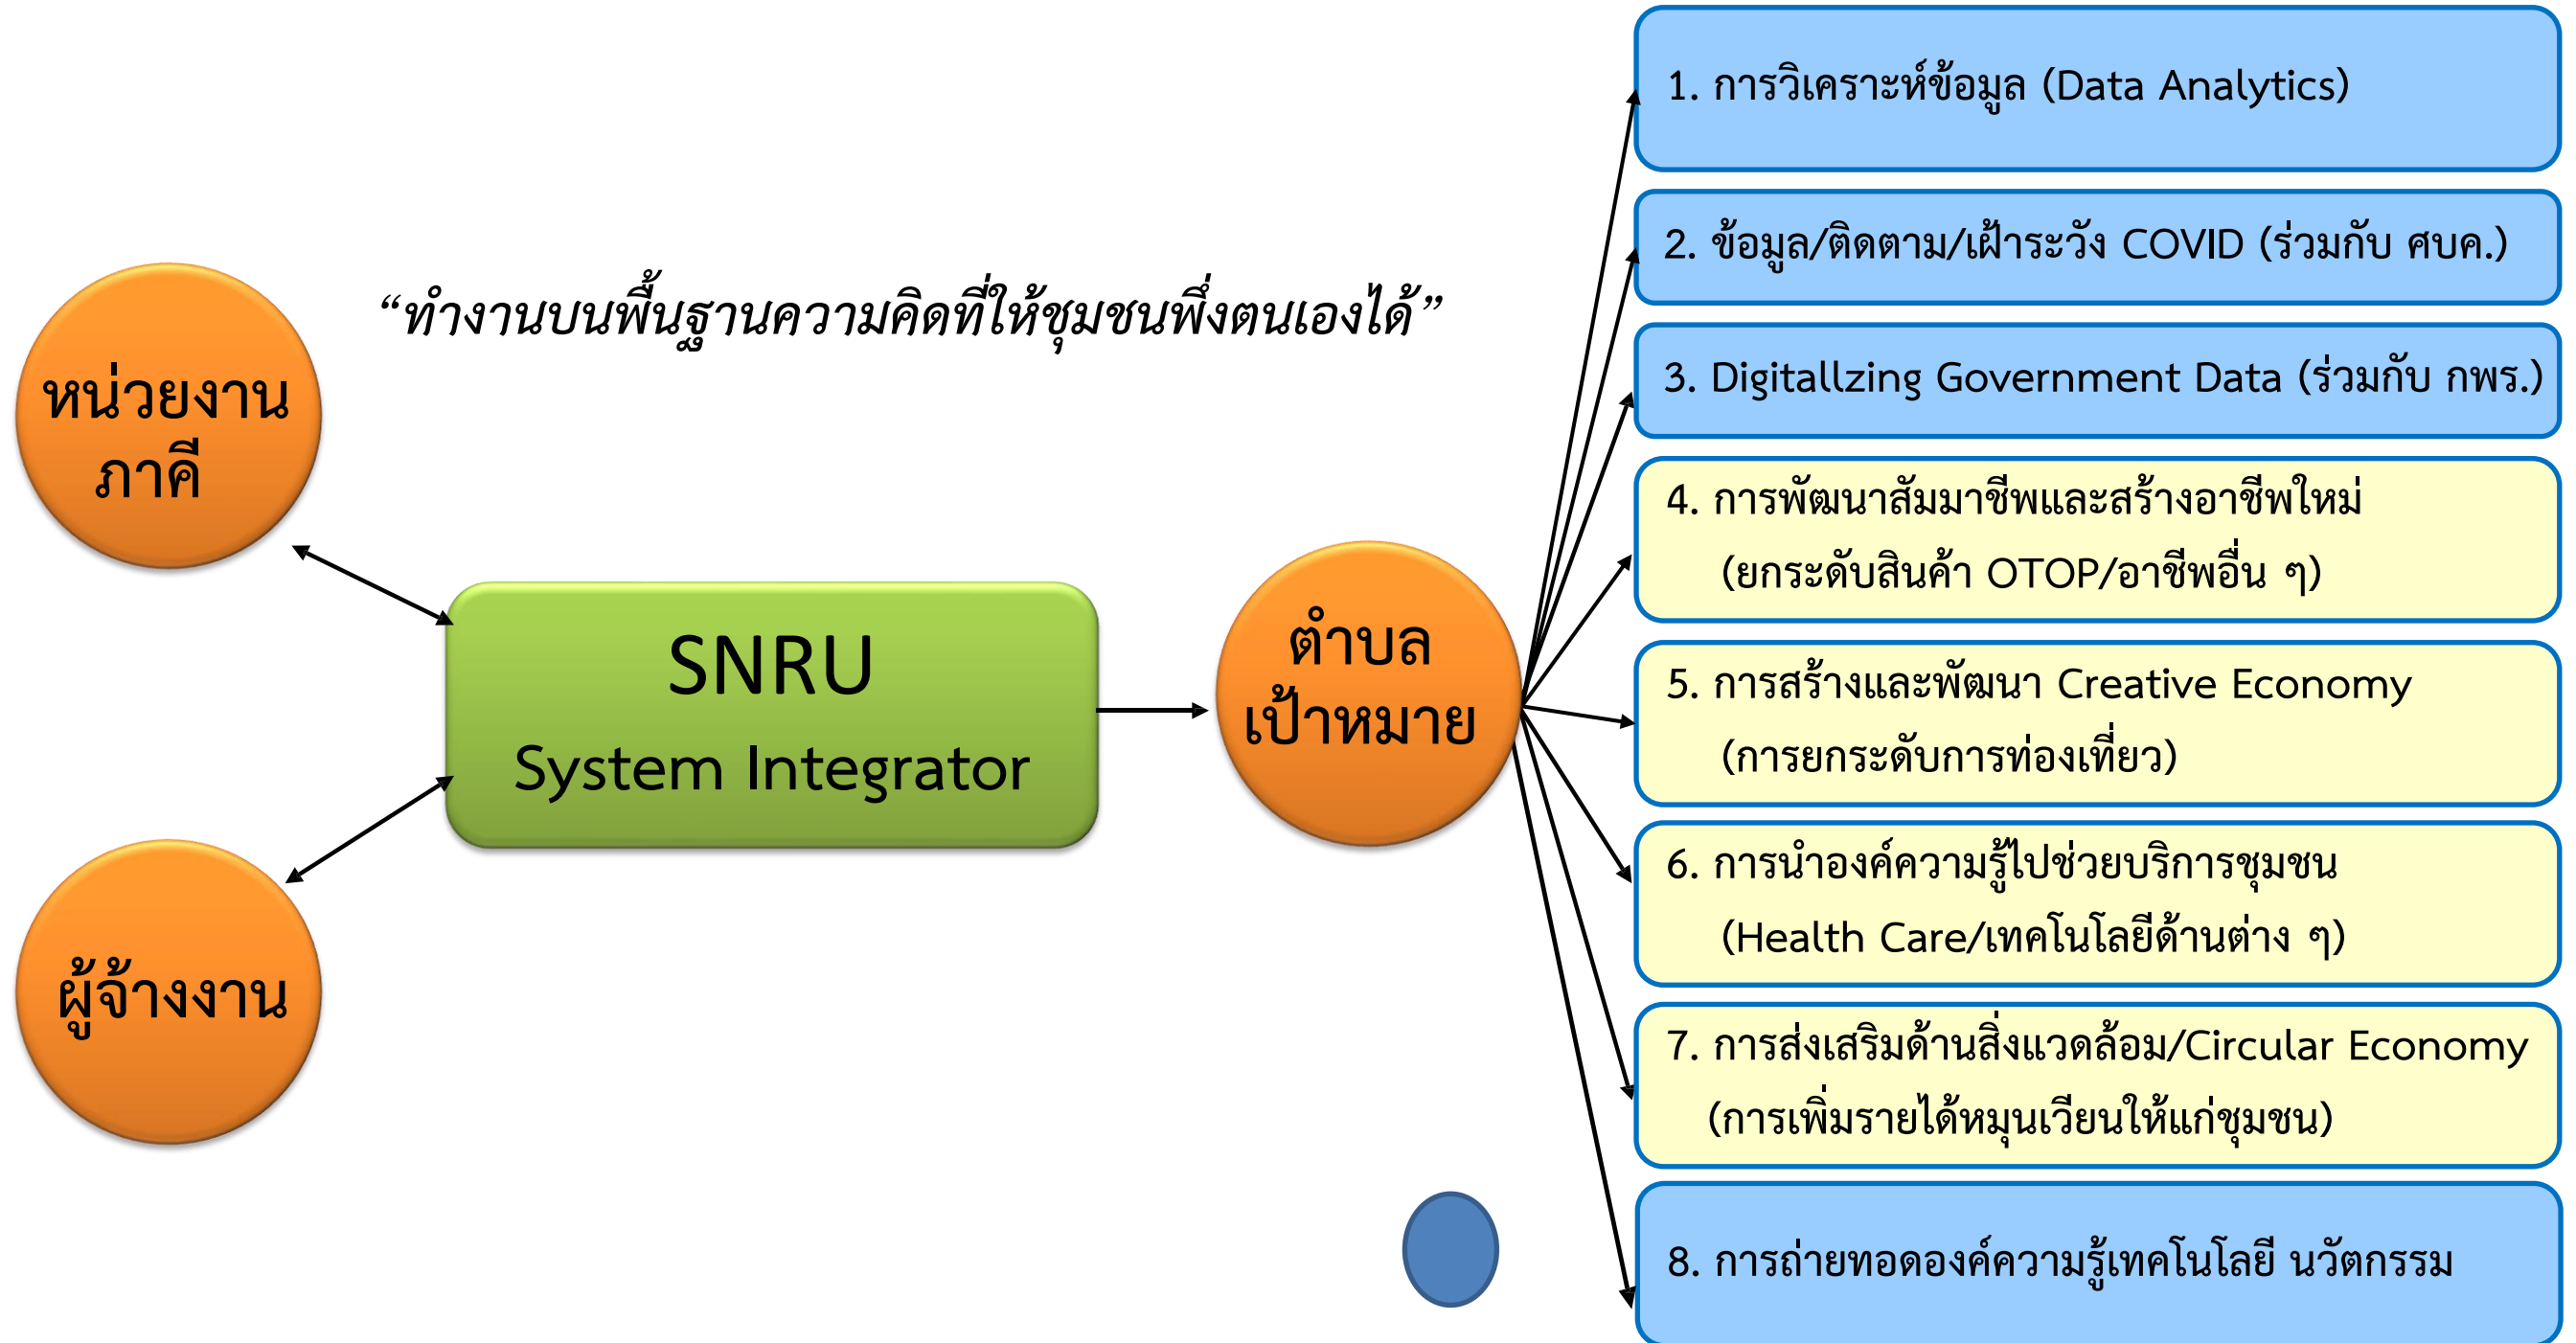 “ทำงานบนพื้นฐานความคิดที่ให้ชุมชนพึ่งตนเองได้”
หน่วยงาน
ภาคี
ผู้จ้างงาน
SNRU
System Integrator
ตำบล
เป้าหมาย
1. การวิเคราะห์ข้อมูล (Data Analytics)
2. ข้อมูล/ติดตาม/เฝ้าระวัง COVID (ร่วมกับ ศบค.)
3. Digitallzing Government Data (ร่วมกับ กพร.)
4. การพัฒนาสัมมาชีพและสร้างอาชีพใหม่
(ยกระดับสินค้า OTOP/อาชีพอื่น ๆ)
5. การสร้างและพัฒนา Creative Economy
(การยกระดับการท่องเที่ยว)
6. การนำองค์ความรู้ไปช่วยบริการชุมชน
(Health Care/เทคโนโลยีด้านต่าง ๆ)
7. การส่งเสริมด้านสิ่งแวดล้อม/Circular Economy
(การเพิ่มรายได้หมุนเวียนให้แก่ชุมชน)
8. การถ่ายทอดองค์ความรู้เทคโนโลยี นวัตกรรม